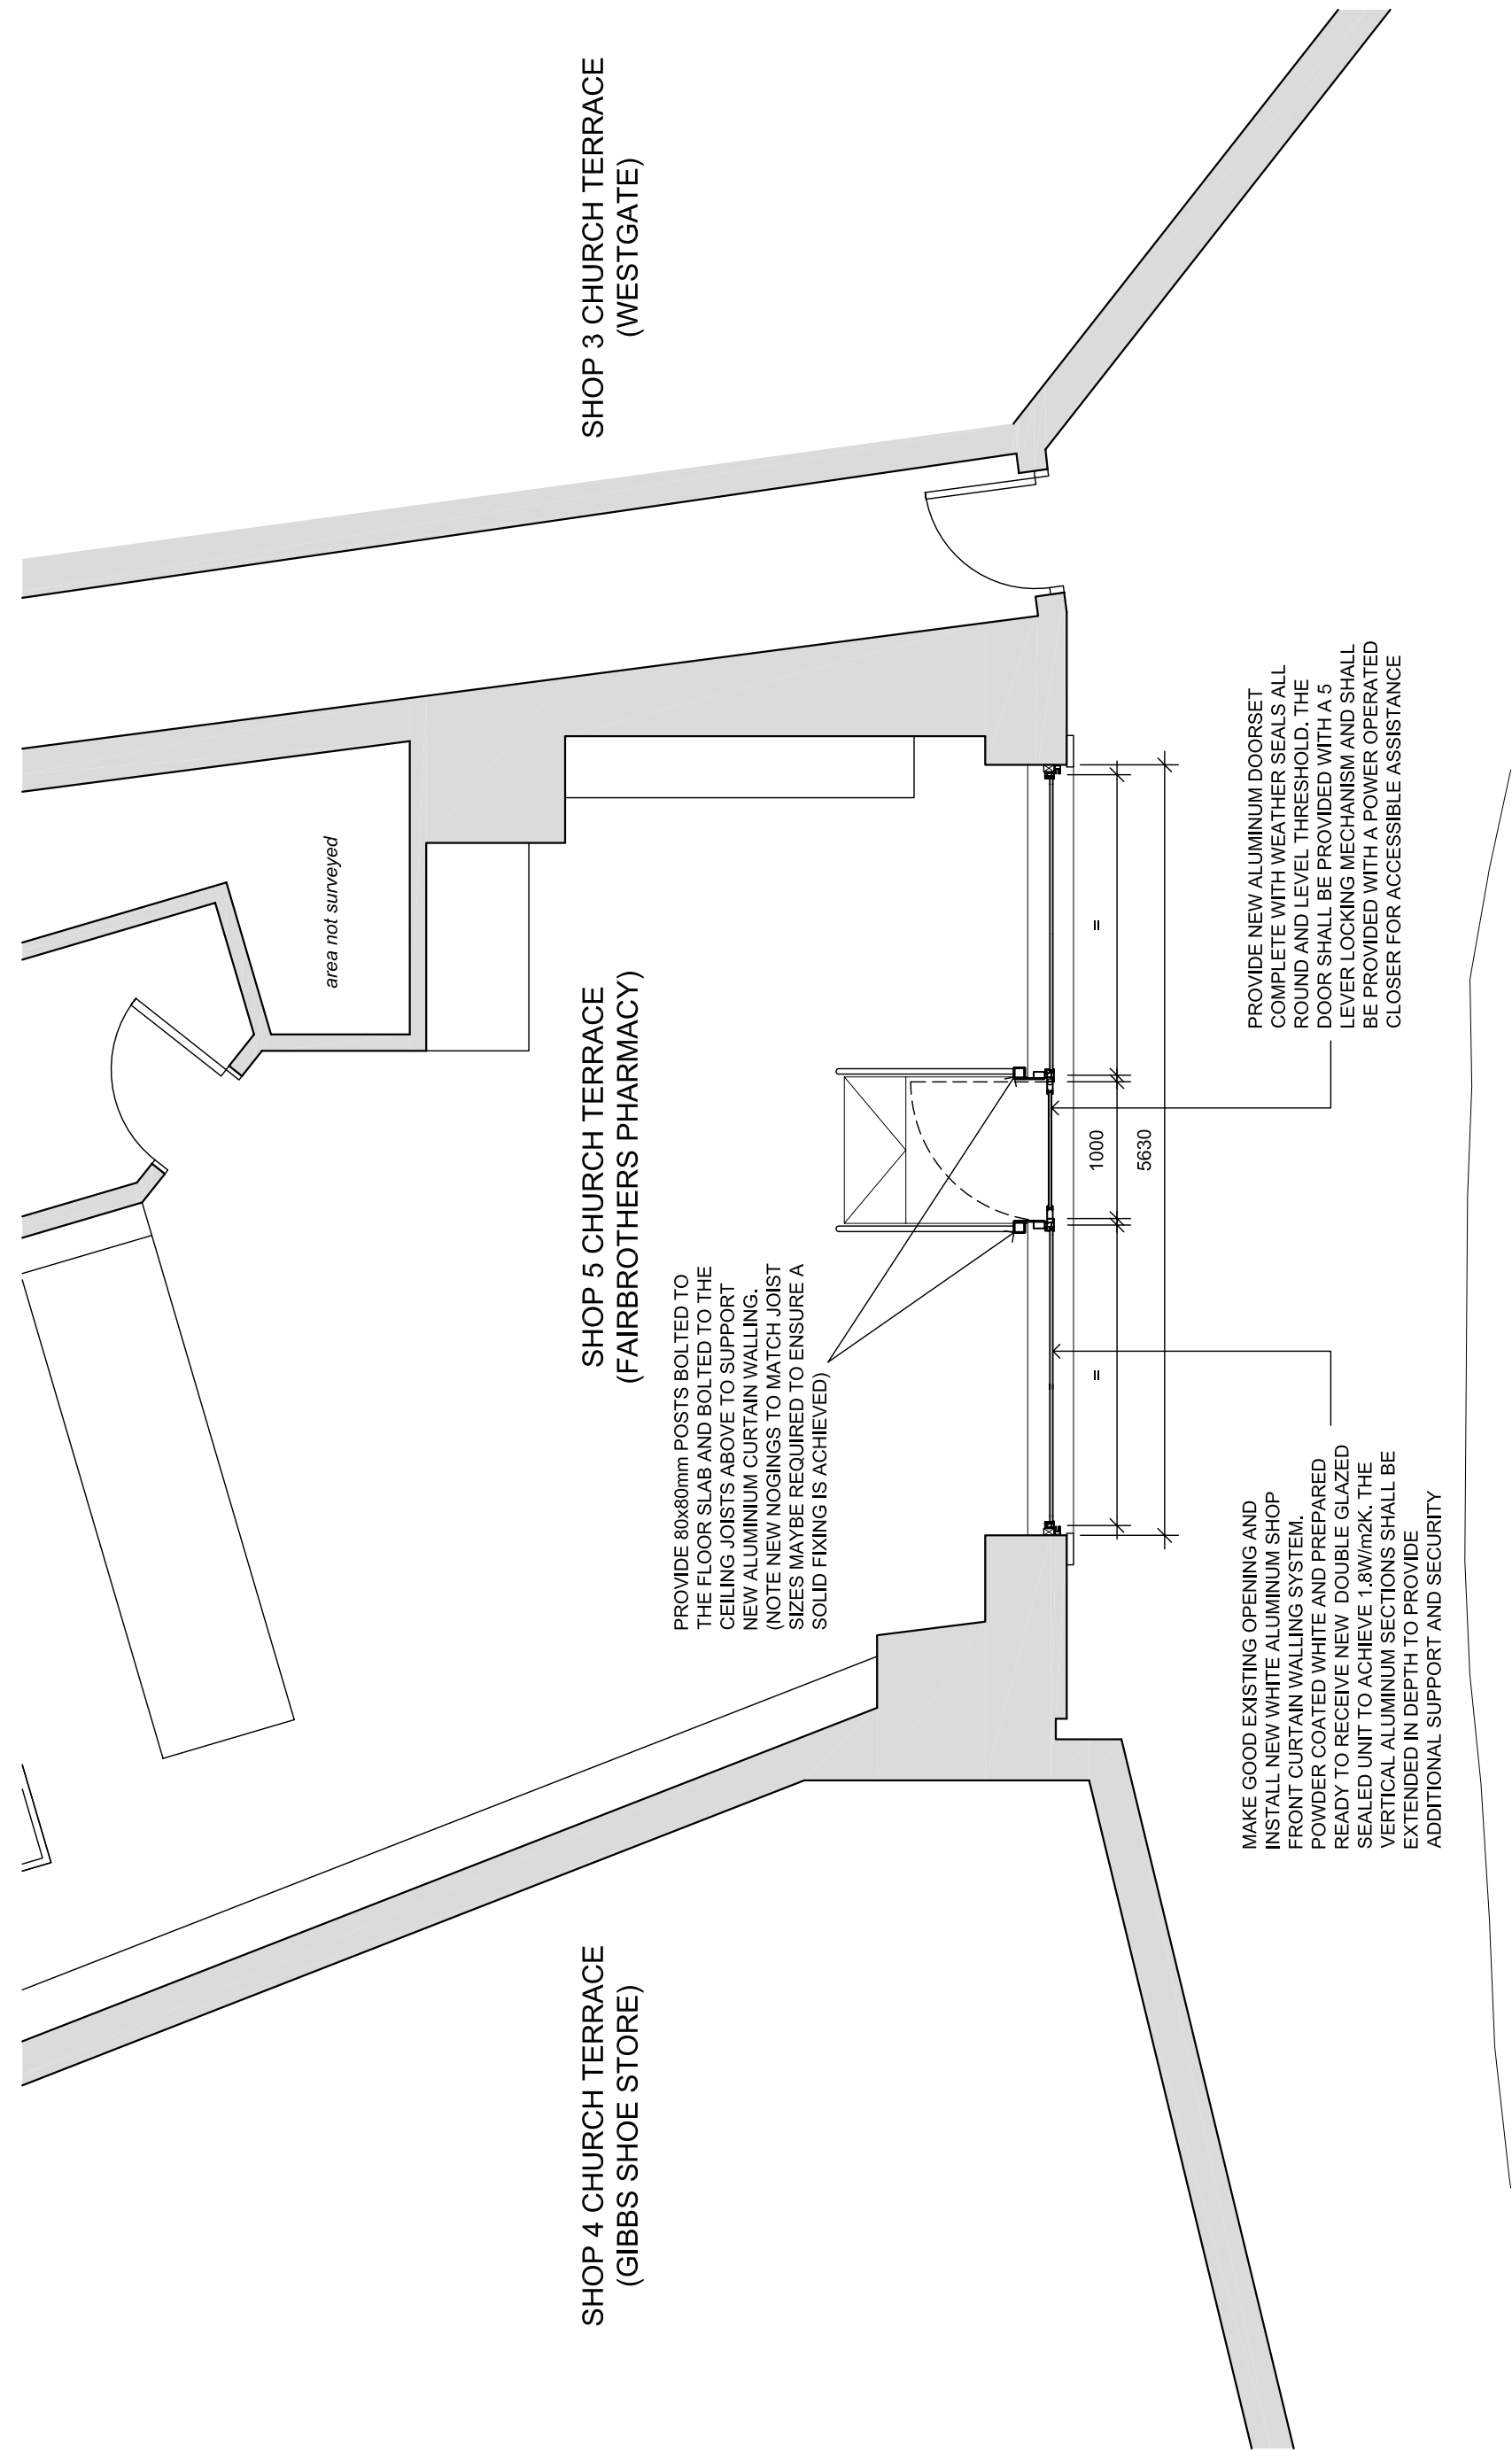 SHOP 4 CHURCH TERRACE
(GIBBS SHOE STORE)
SHOP 5 CHURCH TERRACE
(FAIRBROTHERS PHARMACY)
SHOP 3 CHURCH TERRACE
(WESTGATE)
area not surveyed
PROVIDE 80x80mm POSTS BOLTED TO
THE FLOOR SLAB AND BOLTED TO THE
CEILING JOISTS ABOVE TO SUPPORT
NEW ALUMINIUM CURTAIN WALLING.
(NOTE NEW NOGINGS TO MATCH JOIST
SIZES MAYBE REQUIRED TO ENSURE A
SOLID FIXING IS ACHIEVED)
=
1000
=
5630
MAKE GOOD EXISTING OPENING AND
INSTALL NEW WHITE ALUMINUM SHOP
FRONT CURTAIN WALLING SYSTEM.
POWDER COATED WHITE AND PREPARED
READY TO RECEIVE NEW DOUBLE GLAZED
SEALED UNIT TO ACHIEVE 1.8W/m2K. THE
VERTICAL ALUMINUM SECTIONS SHALL BE
EXTENDED IN DEPTH TO PROVIDE
ADDITIONAL SUPPORT AND SECURITY
PROVIDE NEW ALUMINUM DOORSET
COMPLETE WITH WEATHER SEALS ALL
ROUND AND LEVEL THRESHOLD. THE
DOOR SHALL BE PROVIDED WITH A 5
LEVER LOCKING MECHANISM AND SHALL
BE PROVIDED WITH A POWER OPERATED
CLOSER FOR ACCESSIBLE ASSISTANCE